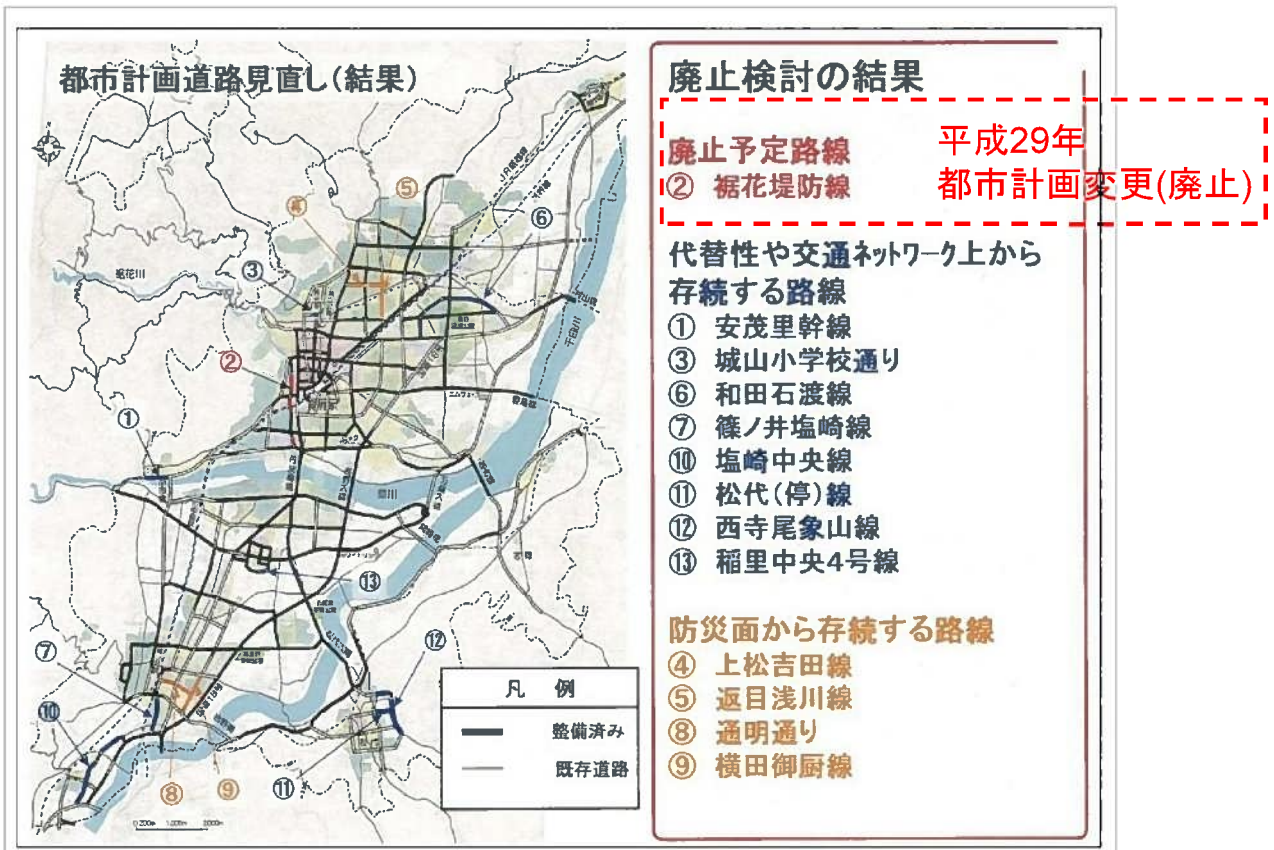 都市計画道路見直し(結果)
廃止検討の結果
廃止予定路線
② 裾花堤防線
平成29年
都市計画変更(廃止)
代替性や交通ネットワーク上から
存続する路線
① 安茂里幹線
③ 城山小学校通り
⑥ 和田石渡線
⑦ 篠ノ井塩崎線
⑩ 塩崎中央線
⑪ 松代(停)線
⑫ 西寺尾象山線
⑬ 稲里中央4号線
防災面から存続する路線
④ 上松吉田線
⑤ 返目浅川線
⑧ 通明通り
⑨ 横田御厨線
⑤
④
⑥
③
裾花川
千曲川
②
①
犀川
⑬
⑫
⑦
⑩
⑪
⑧
⑨
凡 例
整備済み
既存道路